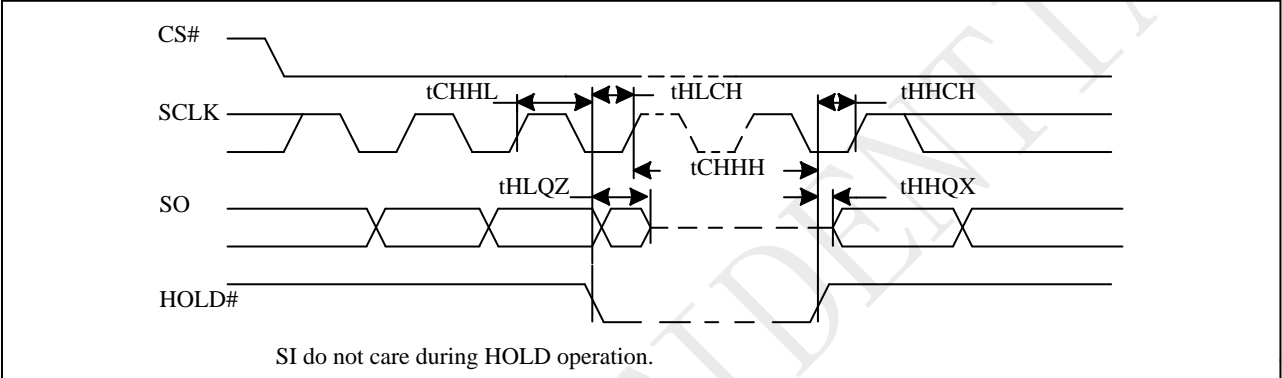 CS#
tCHHL
tHLCH
tHHCH
SCLK
tCHHH
tHLQZ
tHHQX
SO
HOLD#
SI do not care during HOLD operation.